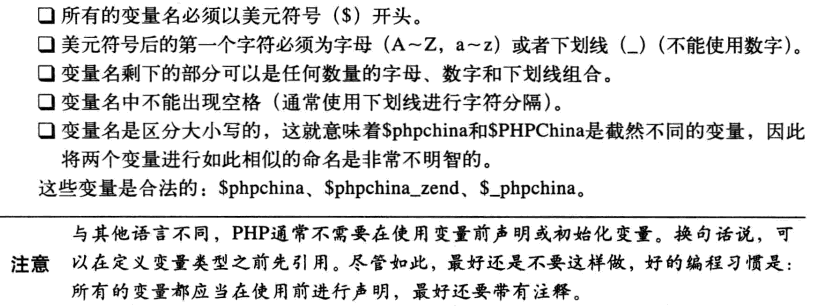 ❑ 所有的变量名必须以美元符号（$）开头。
❑ 美元符号后的第一个字符必须为字母（A~Z，a~z）或者下划线（_）（不能使用数字）。
❑ 变量名剩下的部分可以是任何数量的字母、数字和下划线组合。
❑ 变量名中不能出现空格（通常使用下划线进行字符分隔）。
❑ 变量名是区分大小写的，这就意味着$phpchina和$PHPChina是截然不同的变量，因此
将两个变量进行如此相似的命名是非常不明智的。
这些变量是合法的：$phpchina、$phpchina_zend、$_phpchina。
与其他语言不同，PHP通常不需要在使用变量前声明或初始化变量。换句话说，可
注意 以在定义变量类型之前先引用。尽管如此，最好还是不要这样做，好的编程习惯是：
所有的变量都应当在使用前进行声明，最好还要带有注释。